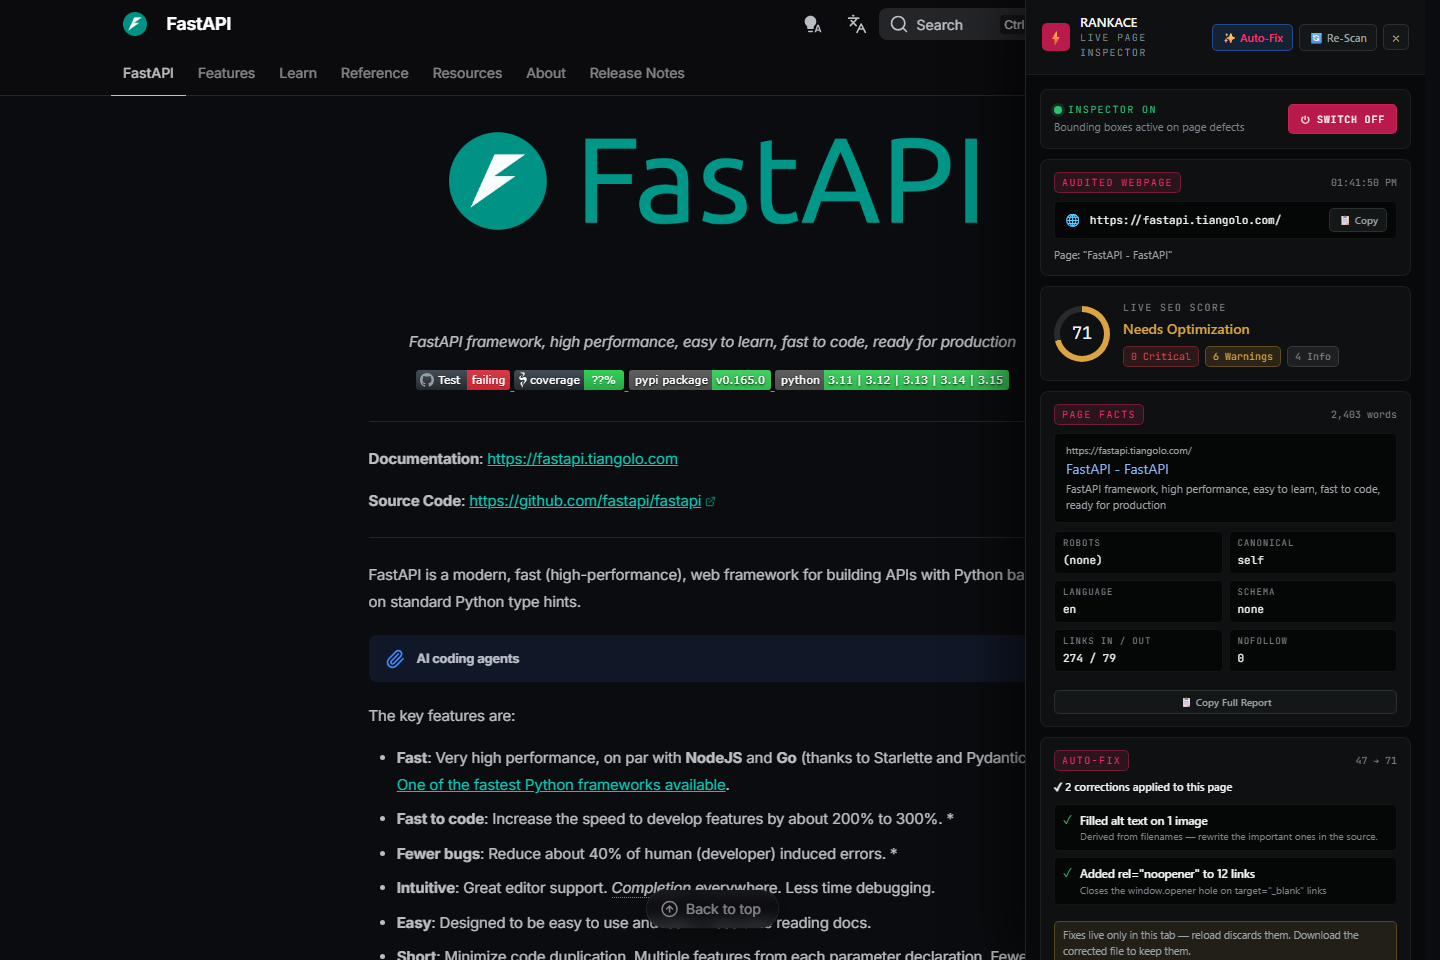 FastAPI
Search
Ctrl
FastAPI
Features
Learn
Reference
Resources
About
Release Notes
FastAPI
FastAPI framework, high performance, easy to learn, fast to code, ready for production
Test failing
coverage ??%
pypi package v0.165.0
python 3.11 | 3.12 | 3.13 | 3.14 | 3.15
Documentation: https://fastapi.tiangolo.com
Source Code: https://github.com/fastapi/fastapi
FastAPI is a modern, fast (high-performance), web framework for building APIs with Python ba
on standard Python type hints.
AI coding agents
The key features are:
• Fast: Very high performance, on par with NodeJS and Go (thanks to Starlette and Pydantic
One of the fastest Python frameworks available.
• Fast to code: Increase the speed to develop features by about 200% to 300%. *
• Fewer bugs: Reduce about 40% of human (developer) induced errors. *
• Intuitive: Great editor support. Completion everywhere. Less time debugging.
• Easy: Designed to be easy to use and reading docs.
Back to top
• Short: Minimize code duplication. Multiple features from each parameter declaration. Fewe
RANKACE
LIVE PAGE
INSPECTOR
✨ Auto-Fix
Re-Scan
×
INSPECTOR ON
Bounding boxes active on page defects
SWITCH OFF
AUDITED WEBPAGE
01:41:50 PM
https://fastapi.tiangolo.com/
Copy
Page: "FastAPI - FastAPI"
71
LIVE SEO SCORE
Needs Optimization
0 Critical
6 Warnings
4 Info
PAGE FACTS
2,403 words
https://fastapi.tiangolo.com/
FastAPI - FastAPI
FastAPI framework, high performance, easy to learn, fast to code,
ready for production
ROBOTS
(none)
CANONICAL
self
LANGUAGE
en
SCHEMA
none
LINKS IN / OUT
274 / 79
NOFOLLOW
0
Copy Full Report
AUTO-FIX
47 → 71
✓ 2 corrections applied to this page
✓ Filled alt text on 1 image
Derived from filenames — rewrite the important ones in the source.
✓ Added rel="noopener" to 12 links
Closes the window.opener hole on target="_blank" links
Fixes live only in this tab — reload discards them. Download the
corrected file to keep them.